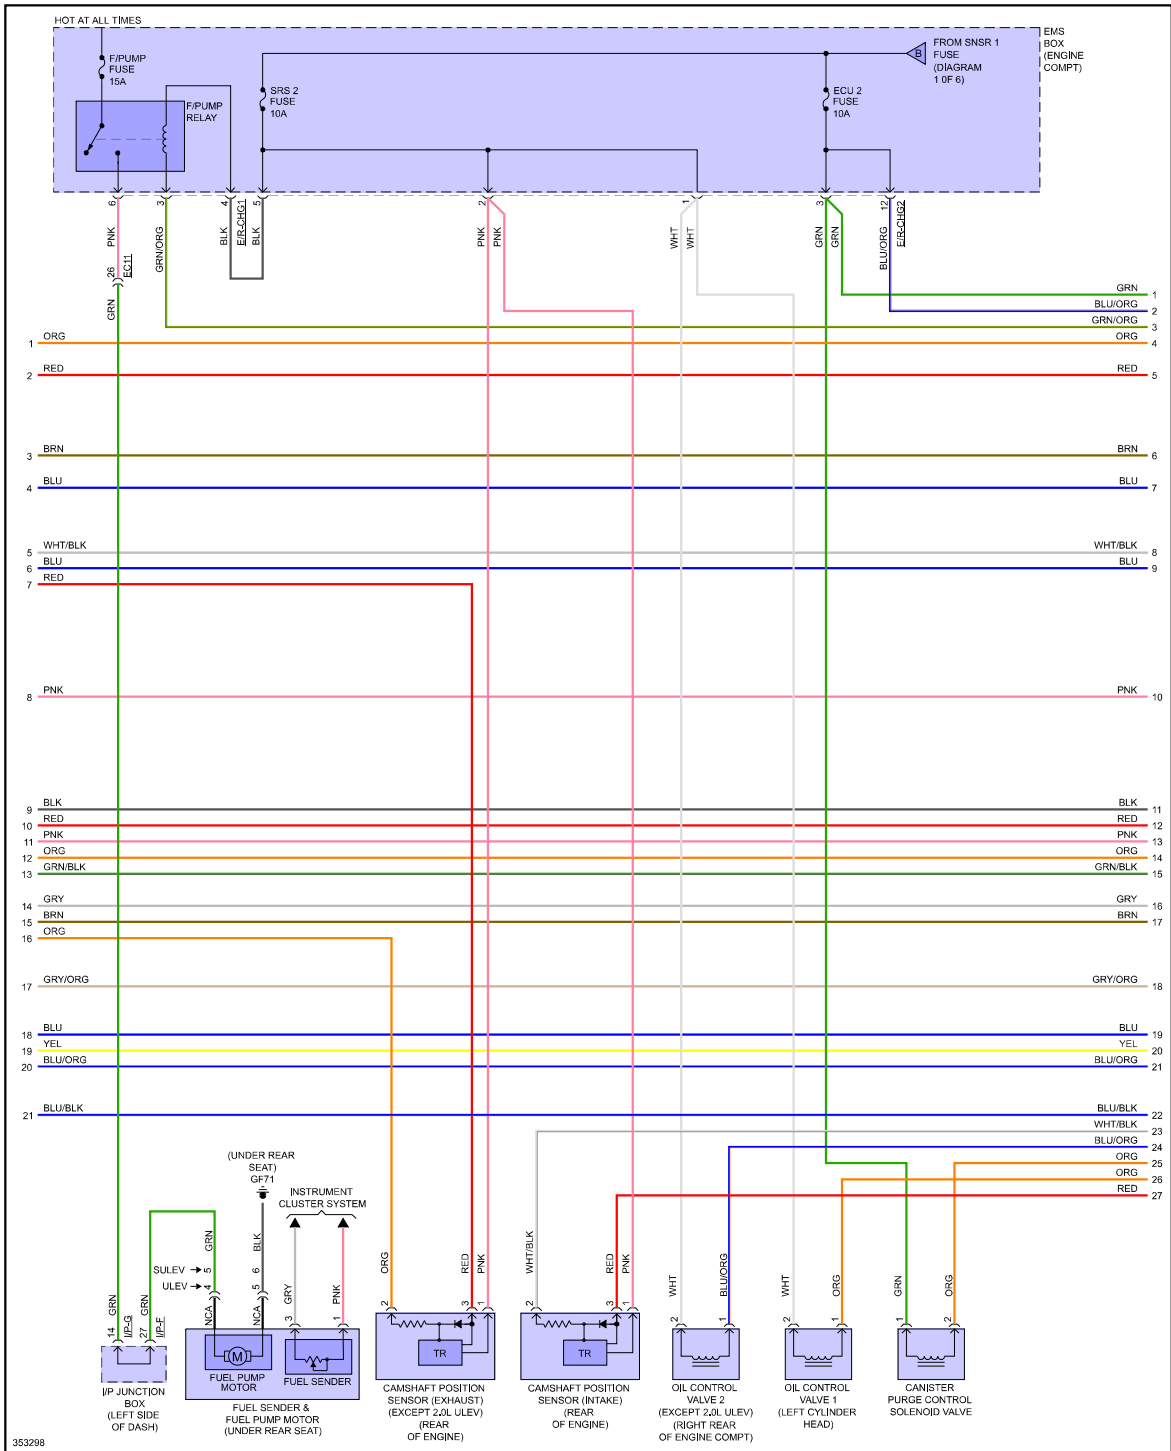 HOT AT ALL TIMES
F/PUMP
FUSE
15A
F/PUMP
RELAY
SRS 2
FUSE
10A
ECU 2
FUSE
10A
B
FROM SNSR 1
FUSE
(DIAGRAM
1 OF 6)
EMS
BOX
(ENGINE
COMPT)
6
3
4
E/R-CHG1
5
2
1
3
12
E/R-CHG2
PNK
GRN/ORG
BLK
BLK
PNK
PNK
WHT
WHT
GRN
GRN
BLU/ORG
26
EC11
GRN
GRN 1
BLU/ORG 2
GRN/ORG 3
1 ORG ORG 4
2 RED RED 5
3 BRN BRN 6
4 BLU BLU 7
5 WHT/BLK WHT/BLK 8
6 BLU BLU 9
7 RED
8 PNK PNK 10
9 BLK BLK 11
10 RED RED 12
11 PNK PNK 13
12 ORG ORG 14
13 GRN/BLK GRN/BLK 15
14 GRY GRY 16
15 BRN BRN 17
16 ORG
17 GRY/ORG GRY/ORG 18
18 BLU BLU 19
19 YEL YEL 20
20 BLU/ORG BLU/ORG 21
21 BLU/BLK BLU/BLK 22
WHT/BLK 23
BLU/ORG 24
ORG 25
ORG 26
RED 27
(UNDER REAR
SEAT)
GF71
INSTRUMENT
CLUSTER SYSTEM
GRN
BLK
SULEV 5 6
ULEV 4 5
GRN
GRN
NCA
NCA
GRY
PNK
ORG
RED
PNK
WHT/BLK
RED
PNK
WHT
BLU/ORG
WHT
ORG
GRN
ORG
14
I/P-G
27
I/P-F
3
1
2
3
1
2
3
1
2
1
2
1
1
2
M
FUEL PUMP
MOTOR
FUEL SENDER
TR
TR
I/P JUNCTION
BOX
(LEFT SIDE
OF DASH)
FUEL SENDER &
FUEL PUMP MOTOR
(UNDER REAR SEAT)
CAMSHAFT POSITION
SENSOR (EXHAUST)
(EXCEPT 2.0L ULEV)
(REAR
OF ENGINE)
CAMSHAFT POSITION
SENSOR (INTAKE)
(REAR
OF ENGINE)
OIL CONTROL
VALVE 2
(EXCEPT 2.0L ULEV)
(RIGHT REAR
OF ENGINE COMPT)
OIL CONTROL
VALVE 1
(LEFT CYLINDER
HEAD)
CANISTER
PURGE CONTROL
SOLENOID VALVE
353298